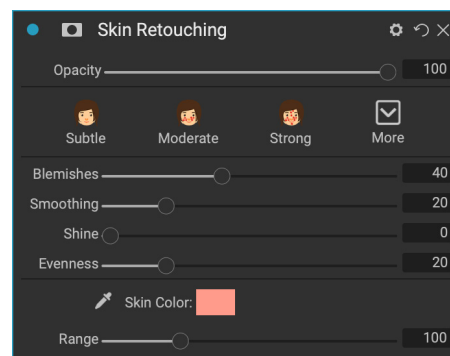 Skin Retouching
Opacity 100
Subtle Moderate Strong More
Blemishes 40
Smoothing 20
Shine 0
Evenness 20
Skin Color:
Range 100